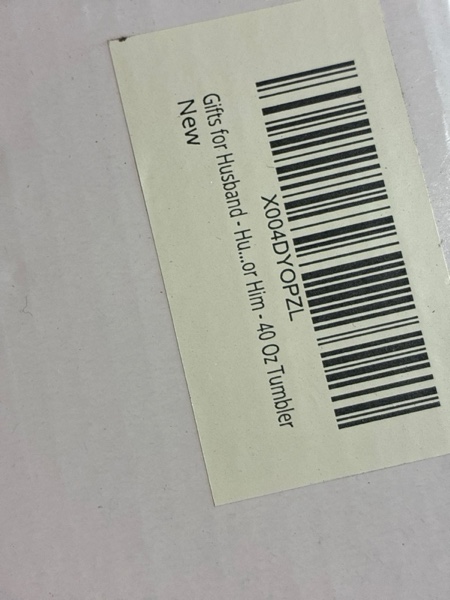 X004DYOPZL
Gifts for Husband - Hu...or Him - 40 Oz Tumbler
New